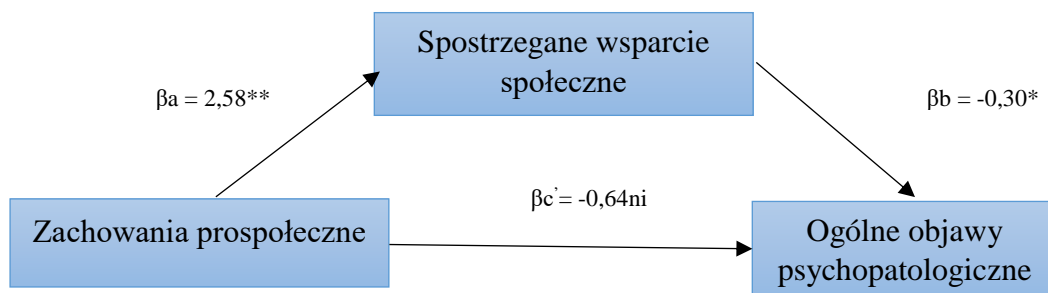 Spostrzegane wsparcie
społeczne
βa = 2,58**
βb = -0,30*
βc’= -0,64ni
Zachowania prospołeczne
Ogólne objawy
psychopatologiczne